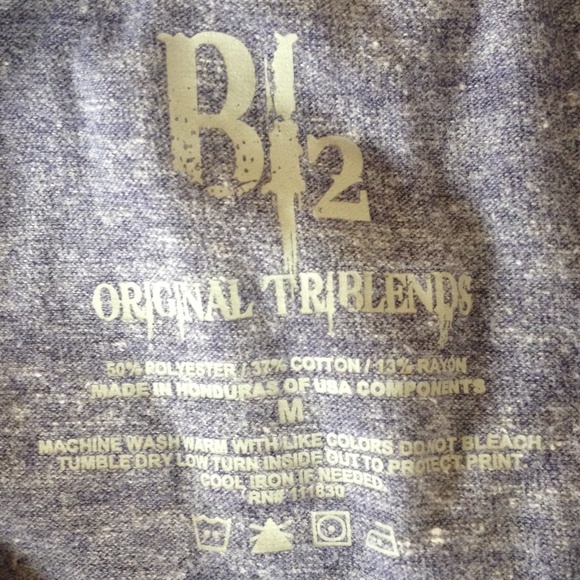 BJ2
ORIGINAL TRIBLENDS
50% POLYESTER / 37% COTTON / 13% RAYON
MADE IN HONDURAS OF USA COMPONENTS
M
MACHINE WASH WARM WITH LIKE COLORS DO NOT BLEACH
TUMBLE DRY LOW TURN INSIDE OUT TO PROTECT PRINT
COOL IRON IF NEEDED.
RN# 111830